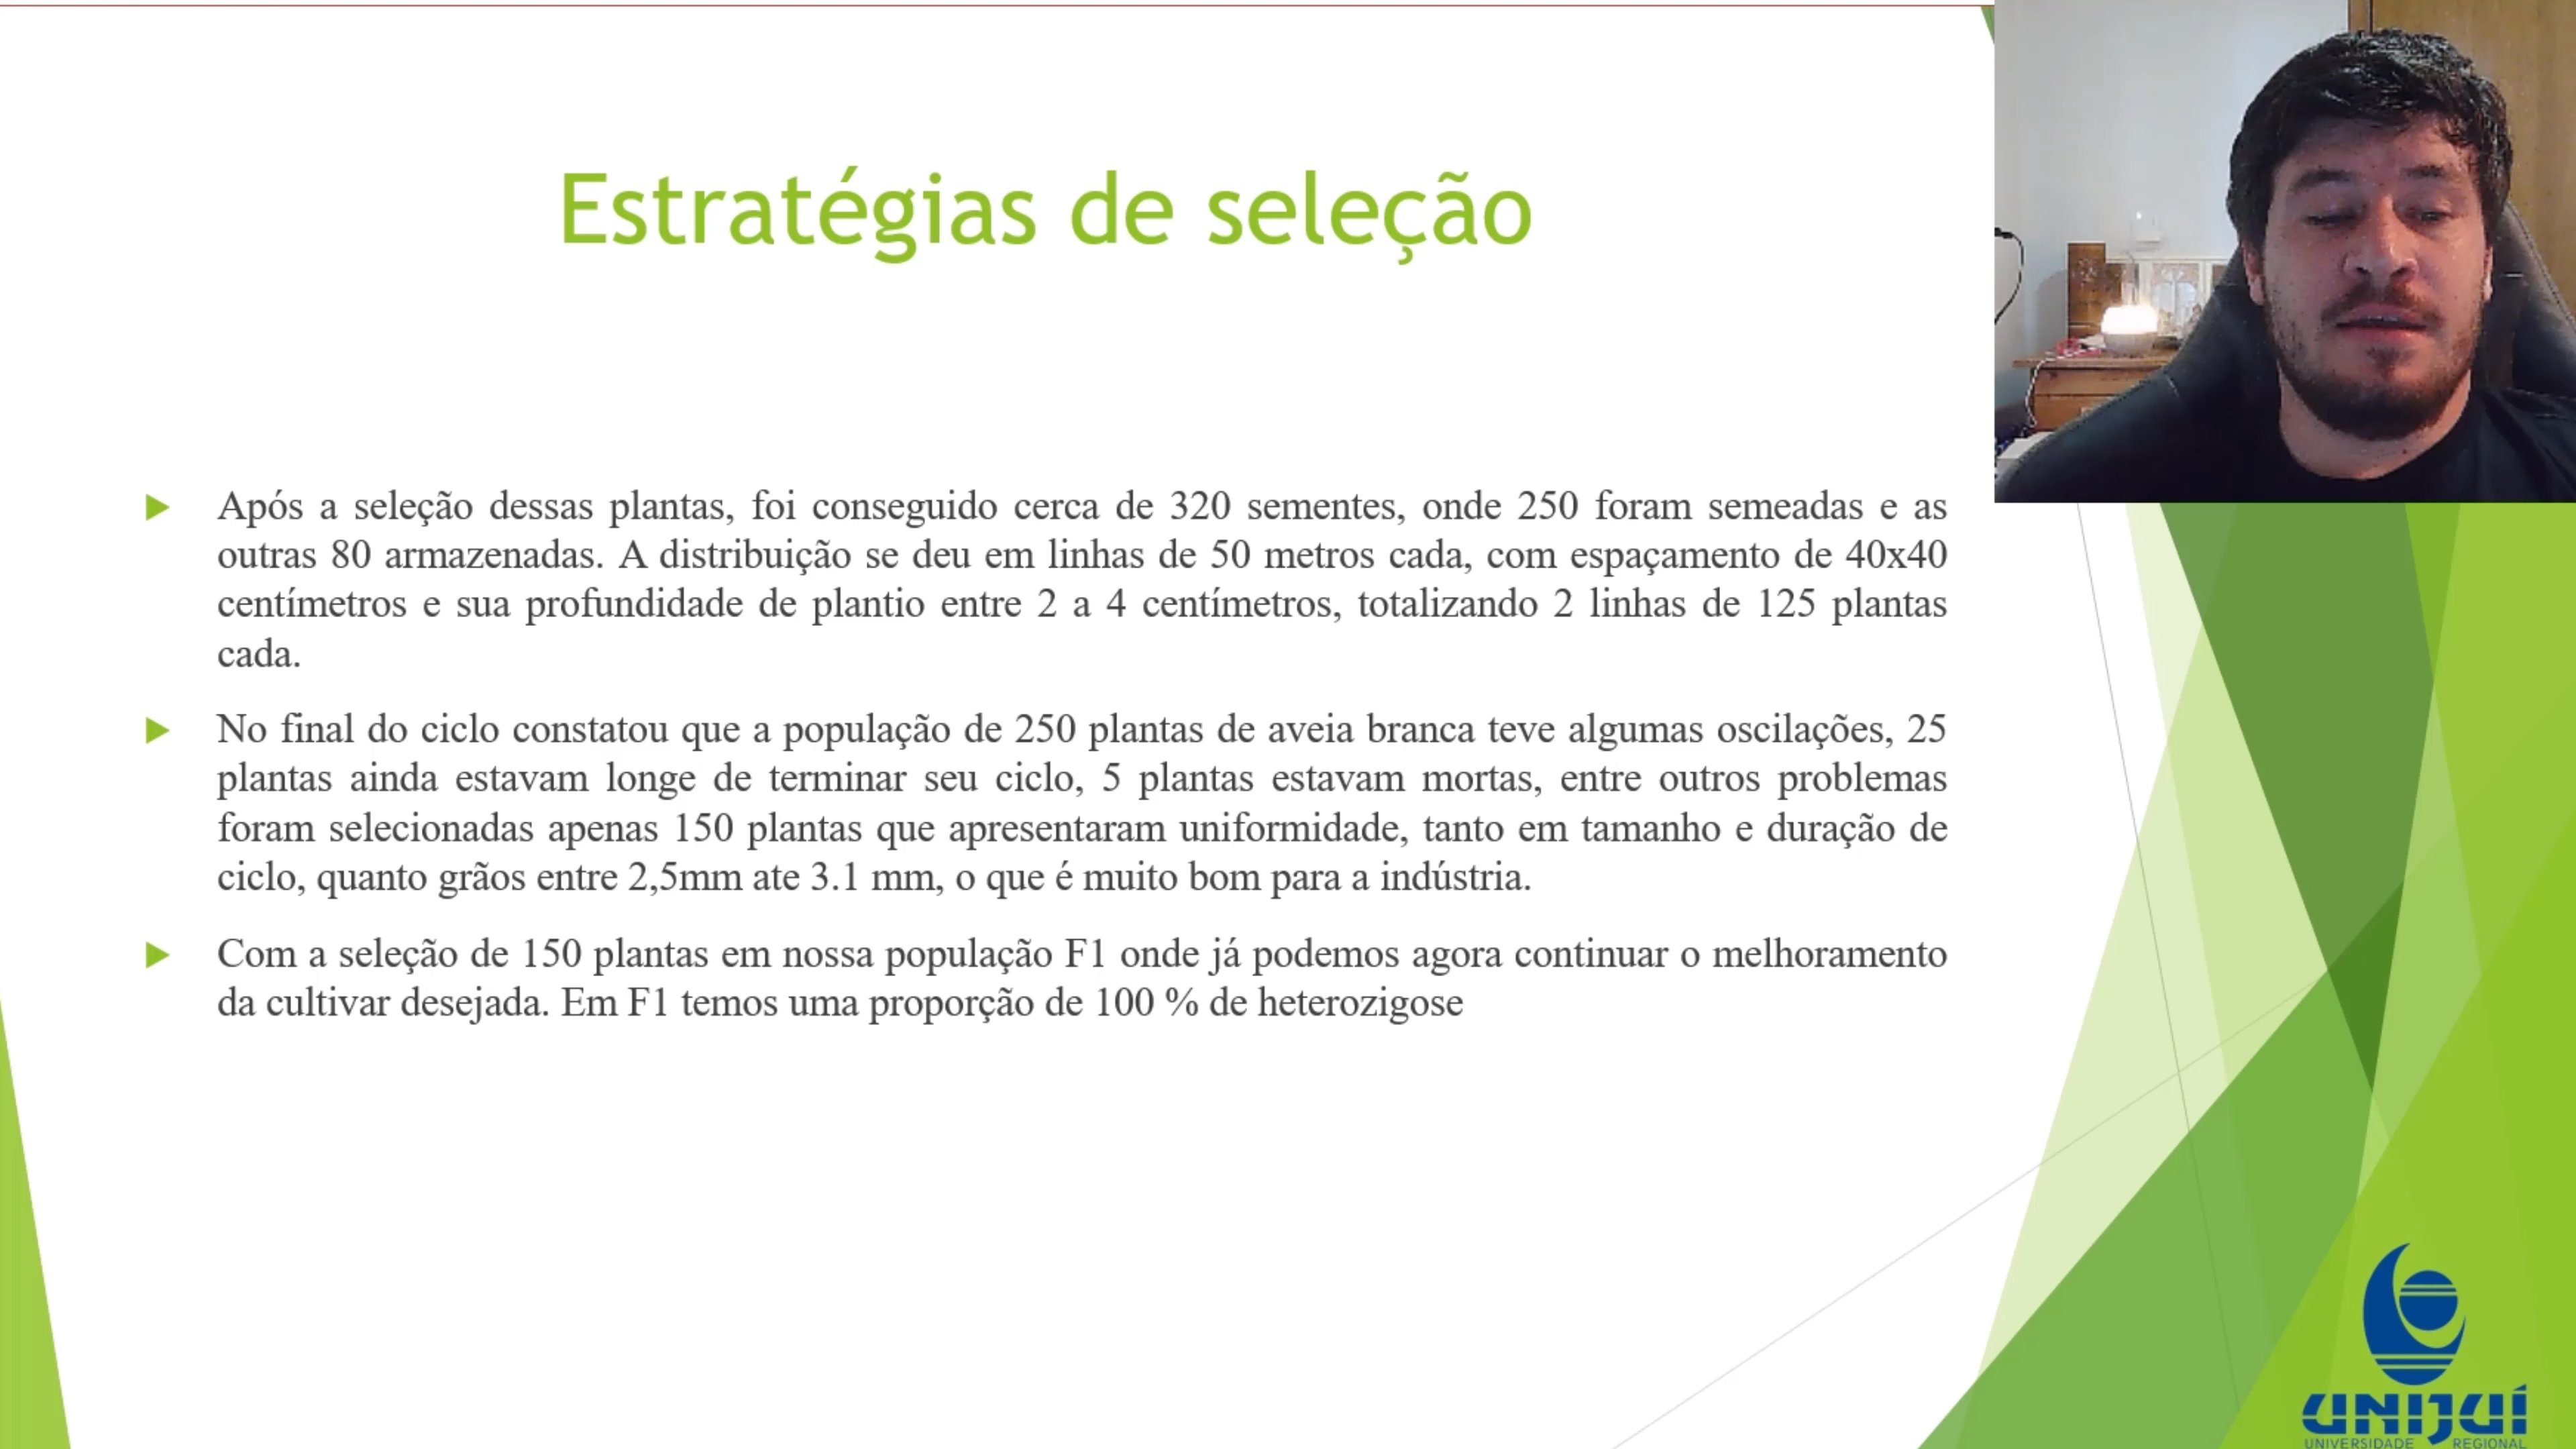 Estratégias de seleção
Após a seleção dessas plantas, foi conseguido cerca de 320 sementes, onde 250 foram semeadas e as
outras 80 armazenadas. A distribuição se deu em linhas de 50 metros cada, com espaçamento de 40x40
centímetros e sua profundidade de plantio entre 2 a 4 centímetros, totalizando 2 linhas de 125 plantas
cada.
No final do ciclo constatou que a população de 250 plantas de aveia branca teve algumas oscilações, 25
plantas ainda estavam longe de terminar seu ciclo, 5 plantas estavam mortas, entre outros problemas
foram selecionadas apenas 150 plantas que apresentaram uniformidade, tanto em tamanho e duração de
ciclo, quanto grãos entre 2,5mm ate 3.1 mm, o que é muito bom para a indústria.
Com a seleção de 150 plantas em nossa população F1 onde já podemos agora continuar o melhoramento
da cultivar desejada. Em F1 temos uma proporção de 100 % de heterozigose
UNIJUÍ
UNIVERSIDADE REGIONAL